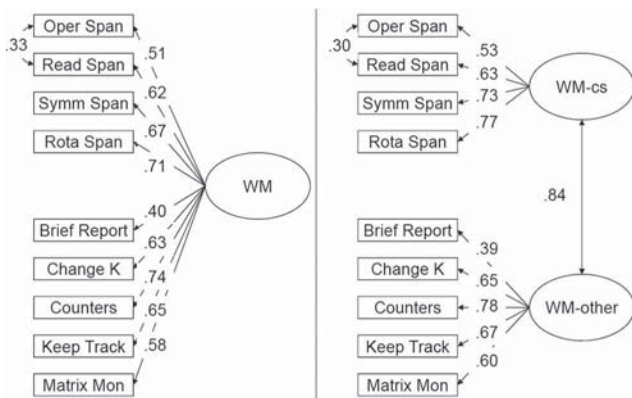 Oper Span
.33
.51
Read Span
.62
Symm Span
.67
Rota Span
.71
WM
Brief Report
.40
.63
Change K
.74
Counters
.65
Keep Track
.58
Matrix Mon
Oper Span
.30
.53
Read Span
.63
WM-cs
Symm Span
.73
Rota Span
.77
.84
Brief Report
.39
Change K
.65
Counters
.78
WM-other
Keep Track
.67
.60
Matrix Mon